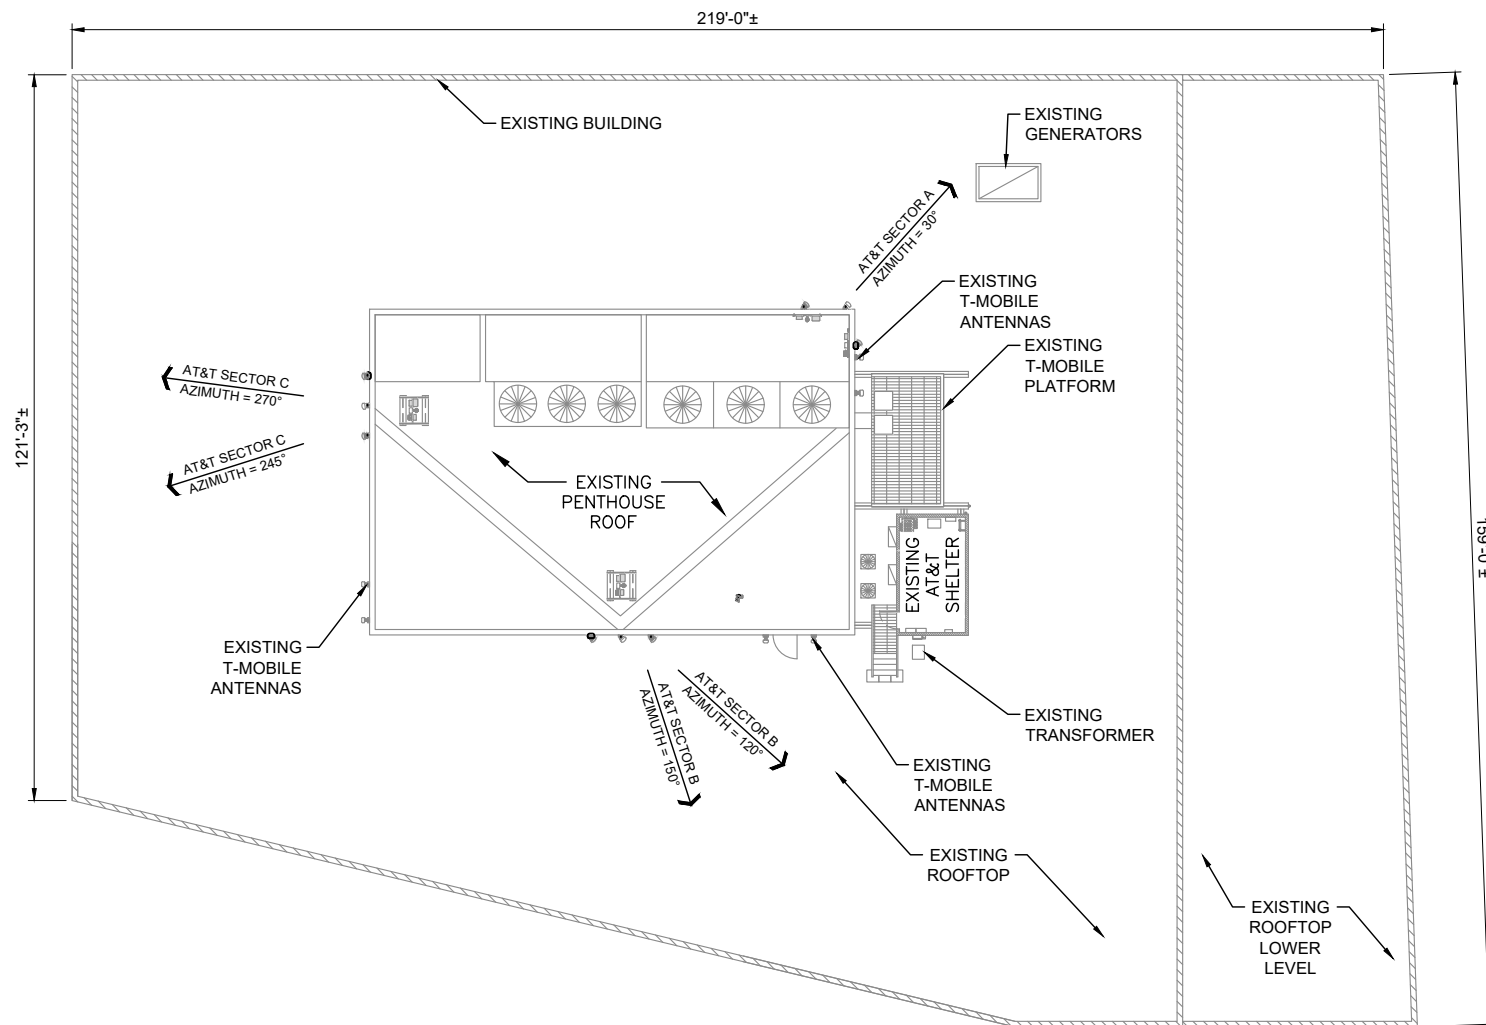 219'-0"±
EXISTING BUILDING
EXISTING
GENERATORS
AT&T SECTOR A
AZIMUTH = 30°
EXISTING
T-MOBILE
ANTENNAS
EXISTING
T-MOBILE
PLATFORM
AT&T SECTOR C
AZIMUTH = 270°
AT&T SECTOR C
AZIMUTH = 245°
121'-3"±
EXISTING
PENTHOUSE
ROOF
EXISTING
AT&T
SHELTER
159'-0"±
EXISTING
T-MOBILE
ANTENNAS
AT&T SECTOR B
AZIMUTH = 150°
AT&T SECTOR B
AZIMUTH = 120°
EXISTING
TRANSFORMER
EXISTING
T-MOBILE
ANTENNAS
EXISTING
ROOFTOP
EXISTING
ROOFTOP
LOWER
LEVEL